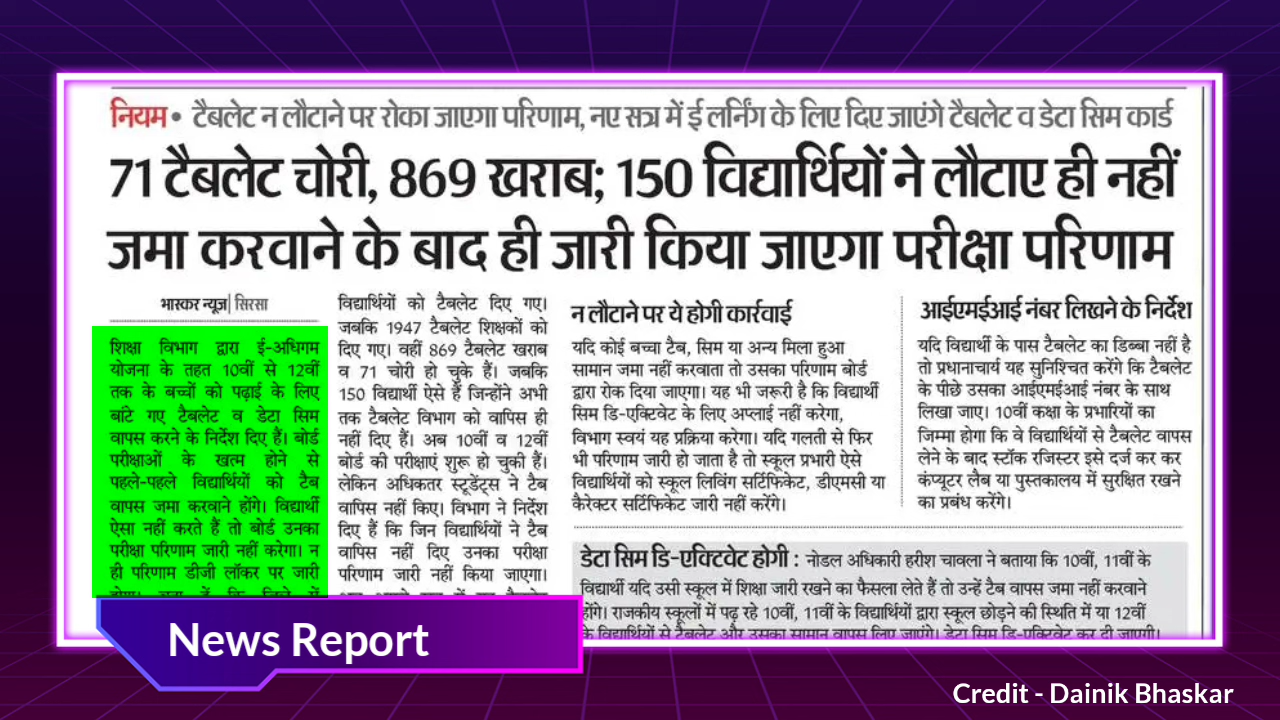 नियम • टैबलेट न लौटाने पर रोका जाएगा परिणाम, नए सत्र में ई लर्निंग के लिए दिए जाएंगे टैबलेट व डेटा सिम कार्ड
71 टैबलेट चोरी, 869 खराब; 150 विद्यार्थियों ने लौटाए ही नहीं
जमा करवाने के बाद ही जारी किया जाएगा परीक्षा परिणाम
भास्कर न्यूज | सिरसा
शिक्षा विभाग द्वारा ई-अधिगम
योजना के तहत 10वीं से 12वीं
तक के बच्चों को पढ़ाई के लिए
बांटे गए टैबलेट व डेटा सिम
वापस करने के निर्देश दिए हैं। बोर्ड
परीक्षाओं के खत्म होने से
पहले-पहले विद्यार्थियों को टैब
वापस जमा करवाने होंगे। विद्यार्थी
ऐसा नहीं करते हैं तो बोर्ड उनका
परीक्षा परिणाम जारी नहीं करेगा। न
ही परिणाम डीजी लॉकर पर जारी
विद्यार्थियों को टैबलेट दिए गए।
जबकि 1947 टैबलेट शिक्षकों को
दिए गए। वहीं 869 टैबलेट खराब
व 71 चोरी हो चुके हैं। जबकि
150 विद्यार्थी ऐसे हैं जिन्होंने अभी
तक टैबलेट विभाग को वापिस ही
नहीं दिए हैं। अब 10वीं व 12वीं
बोर्ड की परीक्षाएं शुरू हो चुकी हैं।
लेकिन अधिकतर स्टूडेंट्स ने टैब
वापिस नहीं किए। विभाग ने निर्देश
दिए हैं कि जिन विद्यार्थियों ने टैब
वापिस नहीं दिए उनका परीक्षा
परिणाम जारी नहीं किया जाएगा।
न लौटाने पर ये होगी कार्रवाई
यदि कोई बच्चा टैब, सिम या अन्य मिला हुआ
सामान जमा नहीं करवाता तो उसका परिणाम बोर्ड
द्वारा रोक दिया जाएगा। यह भी जरूरी है कि विद्यार्थी
सिम डि-एक्टिवेट के लिए अप्लाई नहीं करेगा,
विभाग स्वयं यह प्रक्रिया करेगा। यदि गलती से फिर
भी परिणाम जारी हो जाता है तो स्कूल प्रभारी ऐसे
विद्यार्थियों को स्कूल लिविंग सर्टिफिकेट, डीएमसी या
कैरेक्टर सर्टिफिकेट जारी नहीं करेंगे।
आईएमईआई नंबर लिखने के निर्देश
यदि विद्यार्थी के पास टैबलेट का डिब्बा नहीं है
तो प्रधानाचार्य यह सुनिश्चित करेंगे कि टैबलेट
के पीछे उसका आईएमईआई नंबर के साथ
लिखा जाए। 10वीं कक्षा के प्रभारियों का
जिम्मा होगा कि वे विद्यार्थियों से टैबलेट वापस
लेने के बाद स्टॉक रजिस्टर इसे दर्ज कर कर
कंप्यूटर लैब या पुस्तकालय में सुरक्षित रखने
का प्रबंध करेंगे।
डेटा सिम डि-एक्टिवेट होगी : नोडल अधिकारी हरीश चावला ने बताया कि 10वीं, 11वीं के
विद्यार्थी यदि उसी स्कूल में शिक्षा जारी रखने का फैसला लेते हैं तो उन्हें टैब वापस जमा नहीं करवाने
होंगे। राजकीय स्कूलों में पढ़ रहे 10वीं, 11वीं के विद्यार्थियों द्वारा स्कूल छोड़ने की स्थिति में या 12वीं
के विद्यार्थियों से टैबलेट और उसका सामान वापस लिए जाएंगे। डेटा सिम डि-एक्टिवेट कर दी जाएगी।
News Report
Credit - Dainik Bhaskar